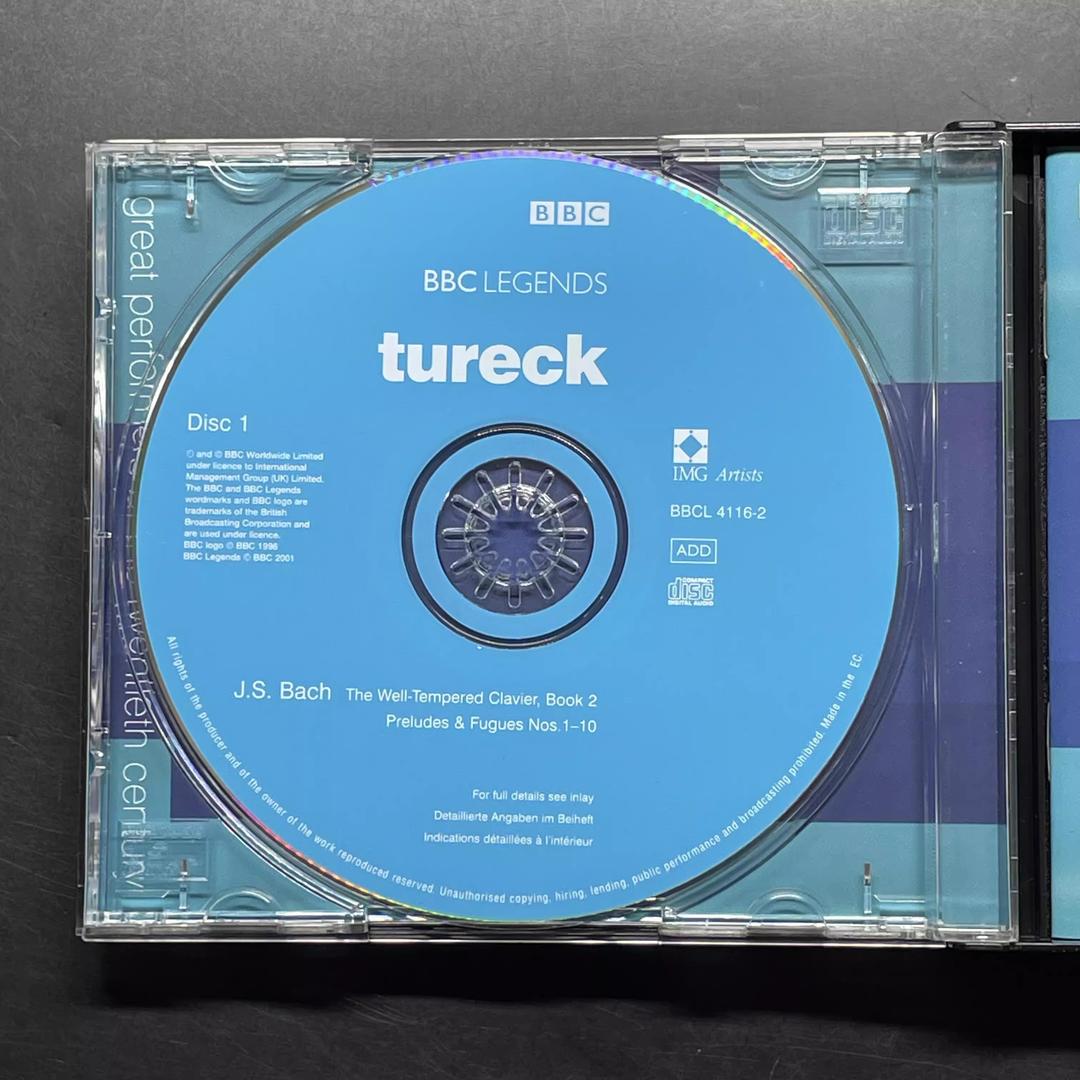 BBC
BBC LEGENDS
tureck
Disc 1
℗ and © BBC Worldwide Limited
under licence to International
Management Group (UK) Limited.
The BBC and BBC Legends
wordmarks and BBC logo are
trademarks of the British
Broadcasting Corporation and
are used under licence.
BBC logo © BBC 1996
BBC Legends © BBC 2001
IMG Artists
BBCL 4116-2
ADD
COMPACT
disc
DIGITAL AUDIO
J.S. Bach The Well-Tempered Clavier, Book 2
Preludes & Fugues Nos.1–10
For full details see inlay
Detaillierte Angaben im Beiheft
Indications détaillées à l'intérieur
All rights of the producer and of the owner of the work reproduced reserved. Unauthorised copying, hiring, lending, public performance and broadcasting prohibited. Made in the EC.
great performers twentieth century
DISC
DIGITAL AUDIO